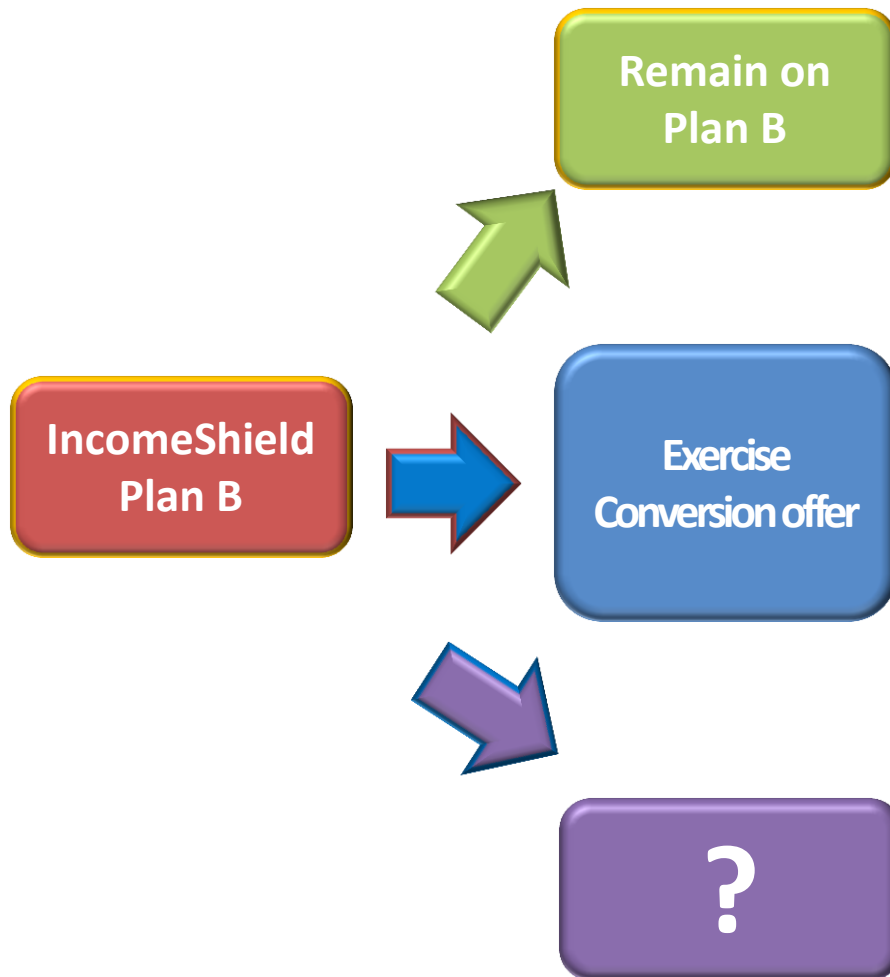 Remain on
Plan B
IncomeShield
Plan B
Exercise
Conversion offer
?